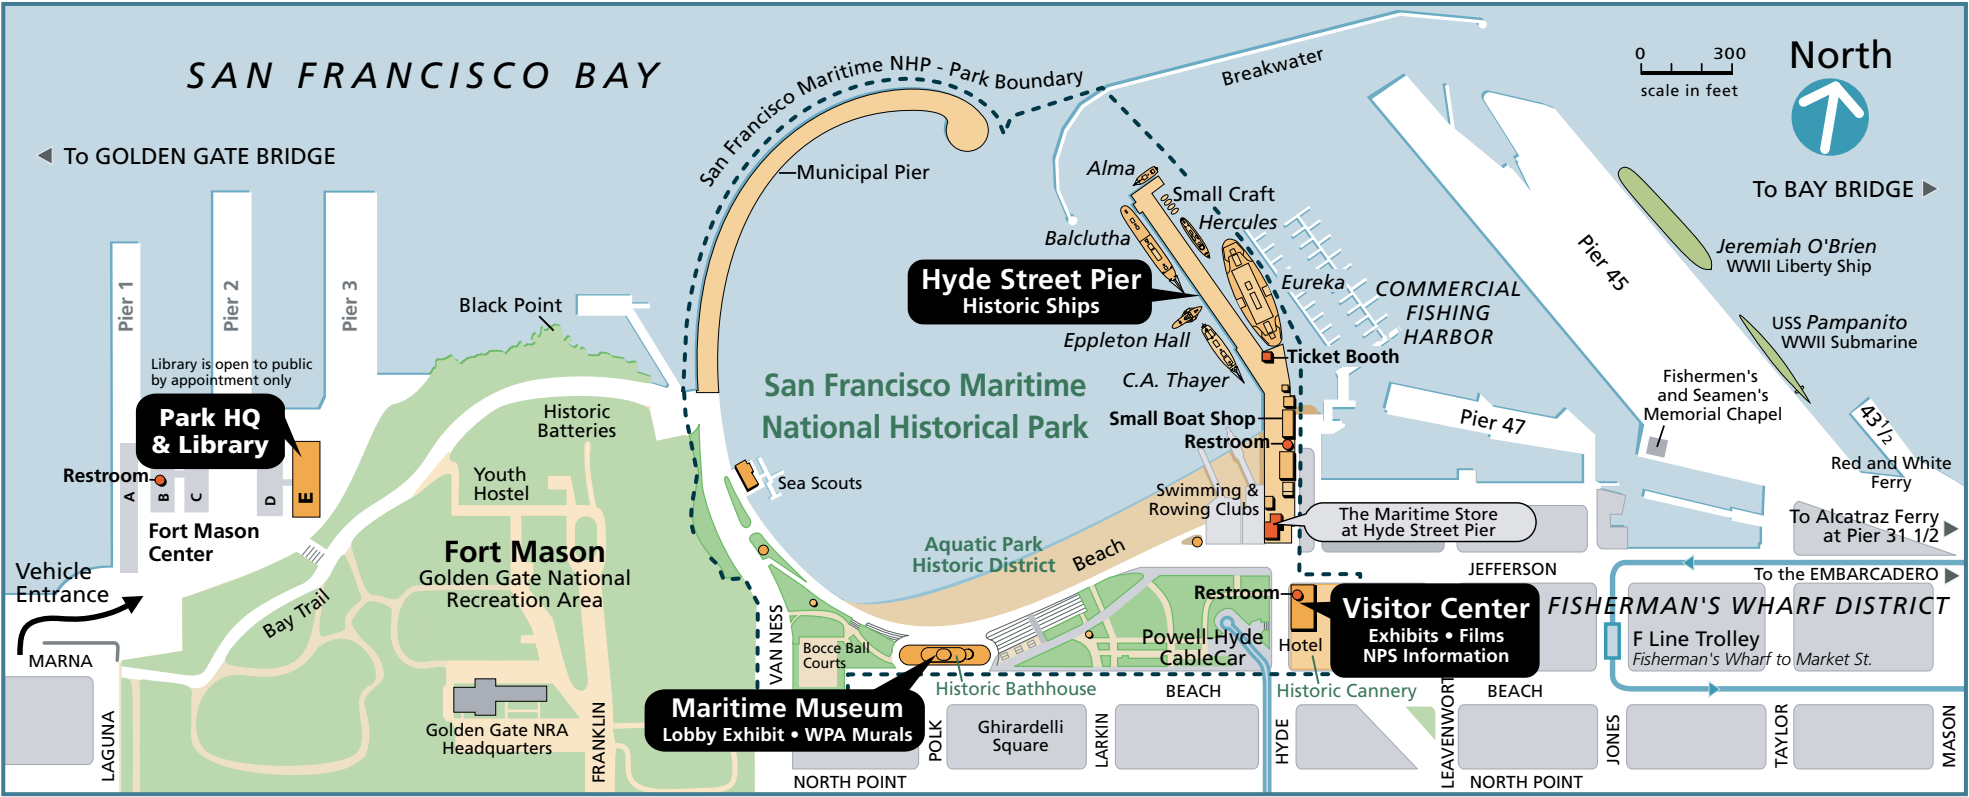 SAN FRANCISCO BAY
San Francisco Maritime NHP - Park Boundary
Breakwater
0 300
scale in feet
North
To GOLDEN GATE BRIDGE
Municipal Pier
Alma
Small Craft
Hercules
Balclutha
To BAY BRIDGE
Pier 1
Pier 2
Pier 3
Black Point
Hyde Street Pier
Historic Ships
Eureka
COMMERCIAL
FISHING
HARBOR
Pier 45
Jeremiah O'Brien
WWII Liberty Ship
USS Pampanito
WWII Submarine
Eppleton Hall
Ticket Booth
C.A. Thayer
Library is open to public
by appointment only
Park HQ
& Library
San Francisco Maritime
National Historical Park
Small Boat Shop
Restroom
Pier 47
Fishermen's
and Seamen's
Memorial Chapel
43 1/2
Red and White
Ferry
Historic
Batteries
Youth
Hostel
Sea Scouts
Restroom
A
B
C
D
E
Fort Mason
Center
Swimming &
Rowing Clubs
The Maritime Store
at Hyde Street Pier
To Alcatraz Ferry
at Pier 31 1/2
Fort Mason
Golden Gate National
Recreation Area
Aquatic Park
Historic District
Beach
JEFFERSON
To the EMBARCADERO
Vehicle
Entrance
Bay Trail
Restroom
Visitor Center
Exhibits • Films
NPS Information
FISHERMAN'S WHARF DISTRICT
F Line Trolley
Fisherman's Wharf to Market St.
MARNA
VAN NESS
Bocce Ball
Courts
Powell-Hyde
CableCar
Hotel
Historic Bathhouse
BEACH
Historic Cannery
BEACH
Maritime Museum
Lobby Exhibit • WPA Murals
Golden Gate NRA
Headquarters
LAGUNA
FRANKLIN
POLK
Ghirardelli
Square
LARKIN
HYDE
LEAVENWORT
JONES
TAYLOR
MASON
NORTH POINT
NORTH POINT